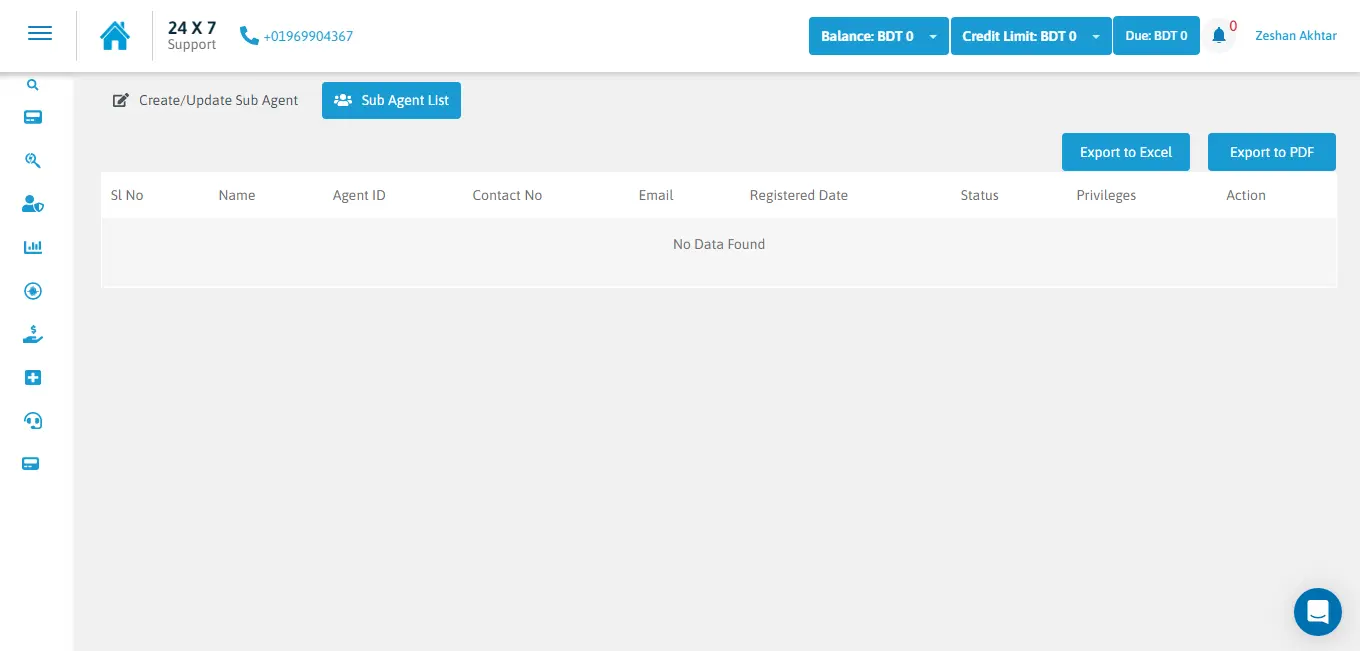 24 X 7
Support
+01969904367
Balance: BDT 0
Credit Limit: BDT 0
Due: BDT 0
0
Zeshan Akhtar
Create/Update Sub Agent
Sub Agent List
Export to Excel
Export to PDF
Sl No Name Agent ID Contact No Email Registered Date Status Privileges Action
No Data Found